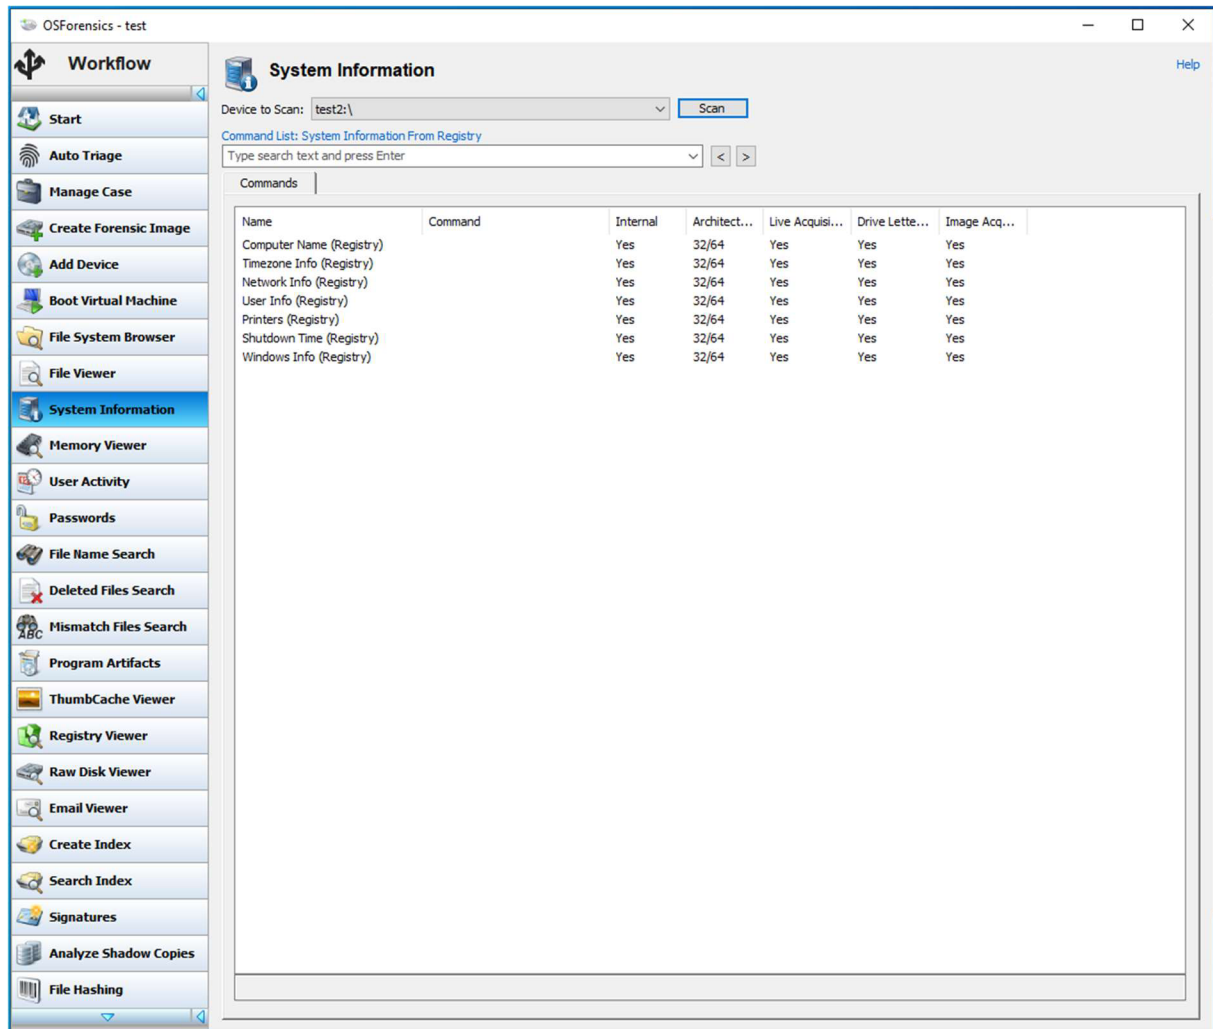 OSForensics - test
Workflow
Start
Auto Triage
Manage Case
Create Forensic Image
Add Device
Boot Virtual Machine
File System Browser
File Viewer
System Information
Memory Viewer
User Activity
Passwords
File Name Search
Deleted Files Search
Mismatch Files Search
ABC
Program Artifacts
ThumbCache Viewer
Registry Viewer
Raw Disk Viewer
Email Viewer
Create Index
Search Index
Signatures
Analyze Shadow Copies
File Hashing
System Information
Help
Device to Scan: test2:\ Scan
Command List: System Information From Registry
Type search text and press Enter < >
Commands
Name Command Internal Architect... Live Acquisi... Drive Lette... Image Acq...
Computer Name (Registry) Yes 32/64 Yes Yes Yes
Timezone Info (Registry) Yes 32/64 Yes Yes Yes
Network Info (Registry) Yes 32/64 Yes Yes Yes
User Info (Registry) Yes 32/64 Yes Yes Yes
Printers (Registry) Yes 32/64 Yes Yes Yes
Shutdown Time (Registry) Yes 32/64 Yes Yes Yes
Windows Info (Registry) Yes 32/64 Yes Yes Yes